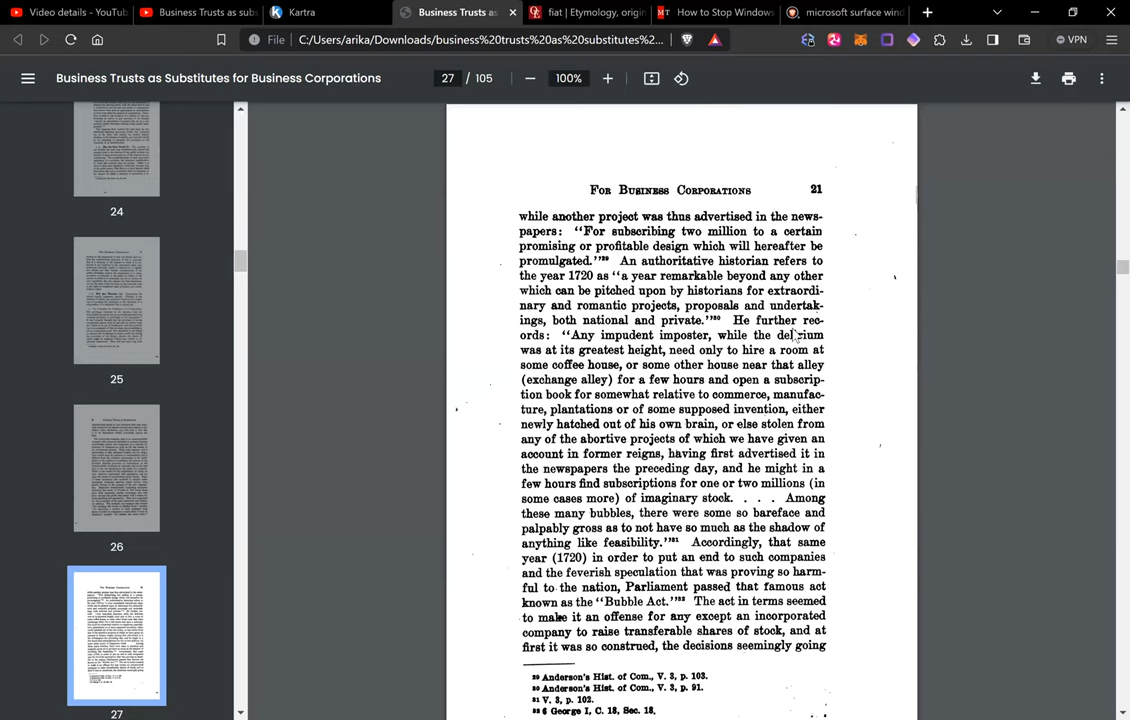 Video details - YouTub
Business Trusts as sub
Kartra
Business Trusts as
fiat | Etymology, origin
How to Stop Windows
microsoft surface wind
File
C:/Users/arika/Downloads/business%20trusts%20as%20substitutes%2...
VPN
Business Trusts as Substitutes for Business Corporations
27 / 105
100%
24
25
26
27
For Business Corporations 21
while another project was thus advertised in the news-
papers: "For subscribing two million to a certain
promising or profitable design which will hereafter be
promulgated."29 An authoritative historian refers to
the year 1720 as "a year remarkable beyond any other
which can be pitched upon by historians for extraordi-
nary and romantic projects, proposals and undertak-
ings, both national and private."30 He further rec-
ords: "Any impudent imposter, while the delirium
was at its greatest height, need only to hire a room at
some coffee house, or some other house near that alley
(exchange alley) for a few hours and open a subscrip-
tion book for somewhat relative to commerce, manufac-
ture, plantations or of some supposed invention, either
newly hatched out of his own brain, or else stolen from
any of the abortive projects of which we have given an
account in former reigns, having first advertised it in
the newspapers the preceding day, and he might in a
few hours find subscriptions for one or two millions (in
some cases more) of imaginary stock. . . . Among
these many bubbles, there were some so bareface and
palpably gross as to not have so much as the shadow of
anything like feasibility."31 Accordingly, that same
year (1720) in order to put an end to such companies
and the feverish speculation that was proving so harm-
ful to the nation, Parliament passed that famous act
known as the "Bubble Act."32 The act in terms seemed
to make it an offense for any except an incorporated
company to raise transferable shares of stock, and at
first it was so construed, the decisions seemingly going
29 Anderson's Hist. of Com., V. 3, p. 103.
30 Anderson's Hist. of Com., V. 3, p. 91.
31 V. 3, p. 102.
32 6 George I, C. 18, Sec. 18.